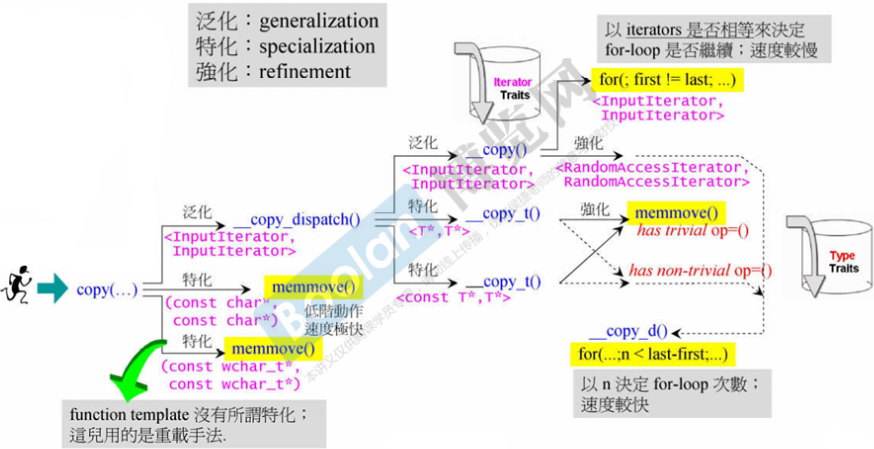 泛化：generalization
特化：specialization
強化：refinement
以 iterators 是否相等來決定
for-loop 是否繼續；速度較慢
Iterator
Traits
for(; first != last; ...)
<InputIterator,
InputIterator>
泛化
__copy()
強化
<InputIterator,
InputIterator>
<RandomAccessIterator,
RandomAccessIterator>
泛化
__copy_dispatch()
特化
__copy_t()
強化
memmove()
<InputIterator,
InputIterator>
<T*,T*>
has trivial op=()
Type
Traits
特化
__copy_t()
has non-trivial op=()
copy(…)
特化
memmove()
<const T*,T*>
(const char*,
const char*)
低階動作
速度極快
__copy_d()
特化
memmove()
for(...;n < last-first;...)
(const wchar_t*,
const wchar_t*)
以 n 決定 for-loop 次數；
速度較快
function template 沒有所謂特化；
這兒用的是重載手法.
Boolan
博览网